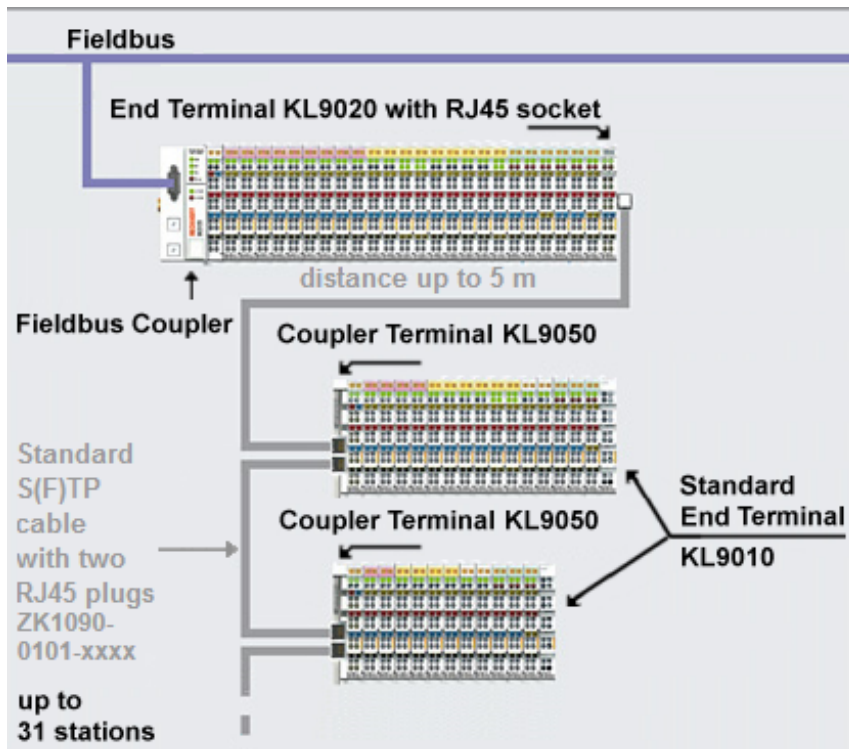 Fieldbus
End Terminal KL9020 with RJ45 socket
distance up to 5 m
Fieldbus Coupler
Coupler Terminal KL9050
Standard
S(F)TP
cable
with two
RJ45 plugs
ZK1090-
0101-xxxx
Standard
End Terminal
KL9010
Coupler Terminal KL9050
up to
31 stations